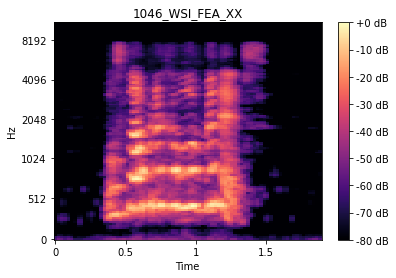 1046_WSI_FEA_XX
+0 dB
8192
-10 dB
4096
-20 dB
-30 dB
2048
Hz
-40 dB
1024
-50 dB
512
-60 dB
-70 dB
0
-80 dB
0
0.5
1
1.5
Time